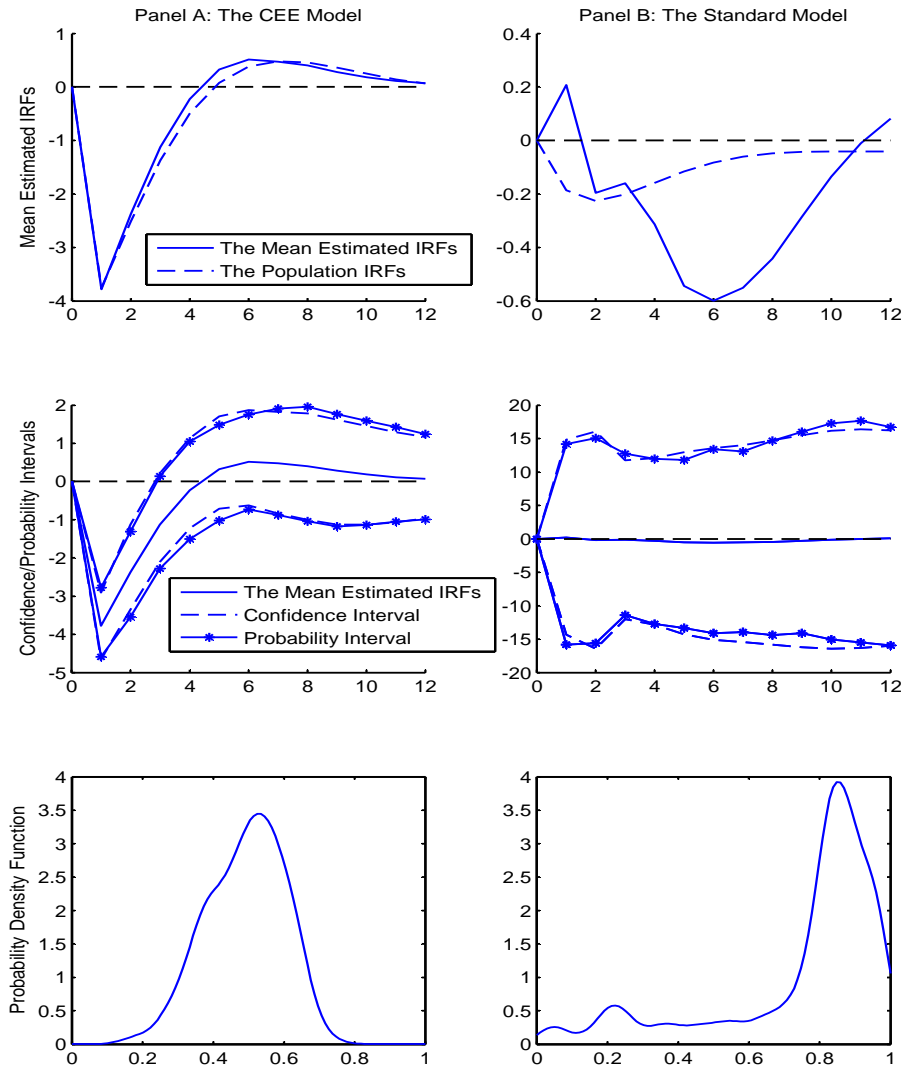 Panel A: The CEE Model
Panel B: The Standard Model
Mean Estimated IRFs
1
0
-1
-2
-3
-4
0 2 4 6 8 10 12
The Mean Estimated IRFs
The Population IRFs
0.4
0.2
0
-0.2
-0.4
-0.6
0 2 4 6 8 10 12
Confidence/Probability Intervals
2
1
0
-1
-2
-3
-4
-5
0 2 4 6 8 10 12
The Mean Estimated IRFs
Confidence Interval
Probability Interval
20
15
10
5
0
-5
-10
-15
-20
0 2 4 6 8 10 12
Probability Density Function
4
3.5
3
2.5
2
1.5
1
0.5
0
0 0.2 0.4 0.6 0.8 1
4
3.5
3
2.5
2
1.5
1
0.5
0
0 0.2 0.4 0.6 0.8 1